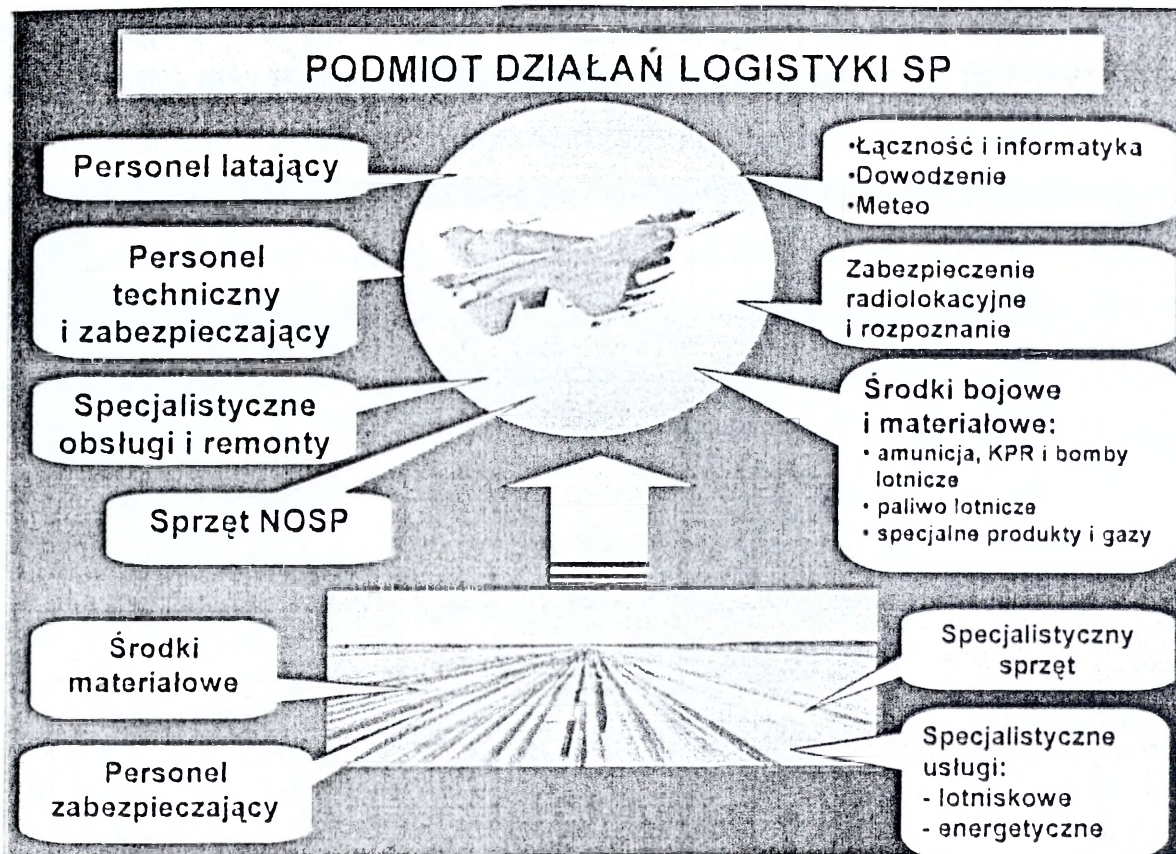 PODMIOT DZIAŁAŃ LOGISTYKI SP
Personel latający
Personel
techniczny
i zabezpieczający
Specjalistyczne
obsługi i remonty
Sprzęt NOSP
•Łączność i informatyka
•Dowodzenie
•Meteo
Zabezpieczenie
radiolokacyjne
i rozpoznanie
Środki bojowe
i materiałowe:
• amunicja, KPR i bomby
lotnicze
• paliwo lotnicze
• specjalne produkty i gazy
Środki
materiałowe
Personel
zabezpieczający
Specjalistyczny
sprzęt
Specjalistyczne
usługi:
- lotniskowe
- energetyczne